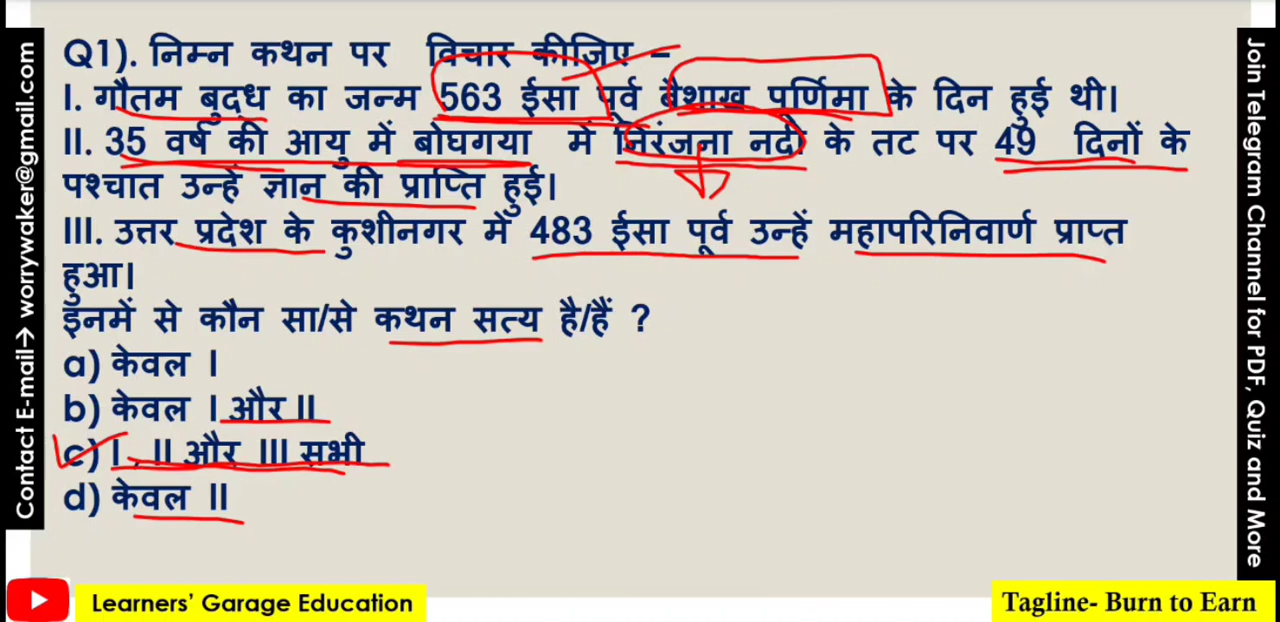 Q1). निम्न कथन पर विचार कीजिए –
I. गौतम बुद्ध का जन्म 563 ईसा पूर्व वैशाख पूर्णिमा के दिन हुई थी।
II. 35 वर्ष की आयु में बोघगया में निरंजना नदी के तट पर 49 दिनों के
पश्चात उन्हे ज्ञान की प्राप्ति हुई।
III. उत्तर प्रदेश के कुशीनगर में 483 ईसा पूर्व उन्हें महापरिनिवार्ण प्राप्त
हुआ।
इनमें से कौन सा/से कथन सत्य है/हैं ?
a) केवल I
b) केवल I और II
c) I , II और III सभी
d) केवल II
Contact E-mail→ worrywaker@gmail.com
Join Telegram Channel for PDF, Quiz and More
Learners’ Garage Education
Tagline- Burn to Earn